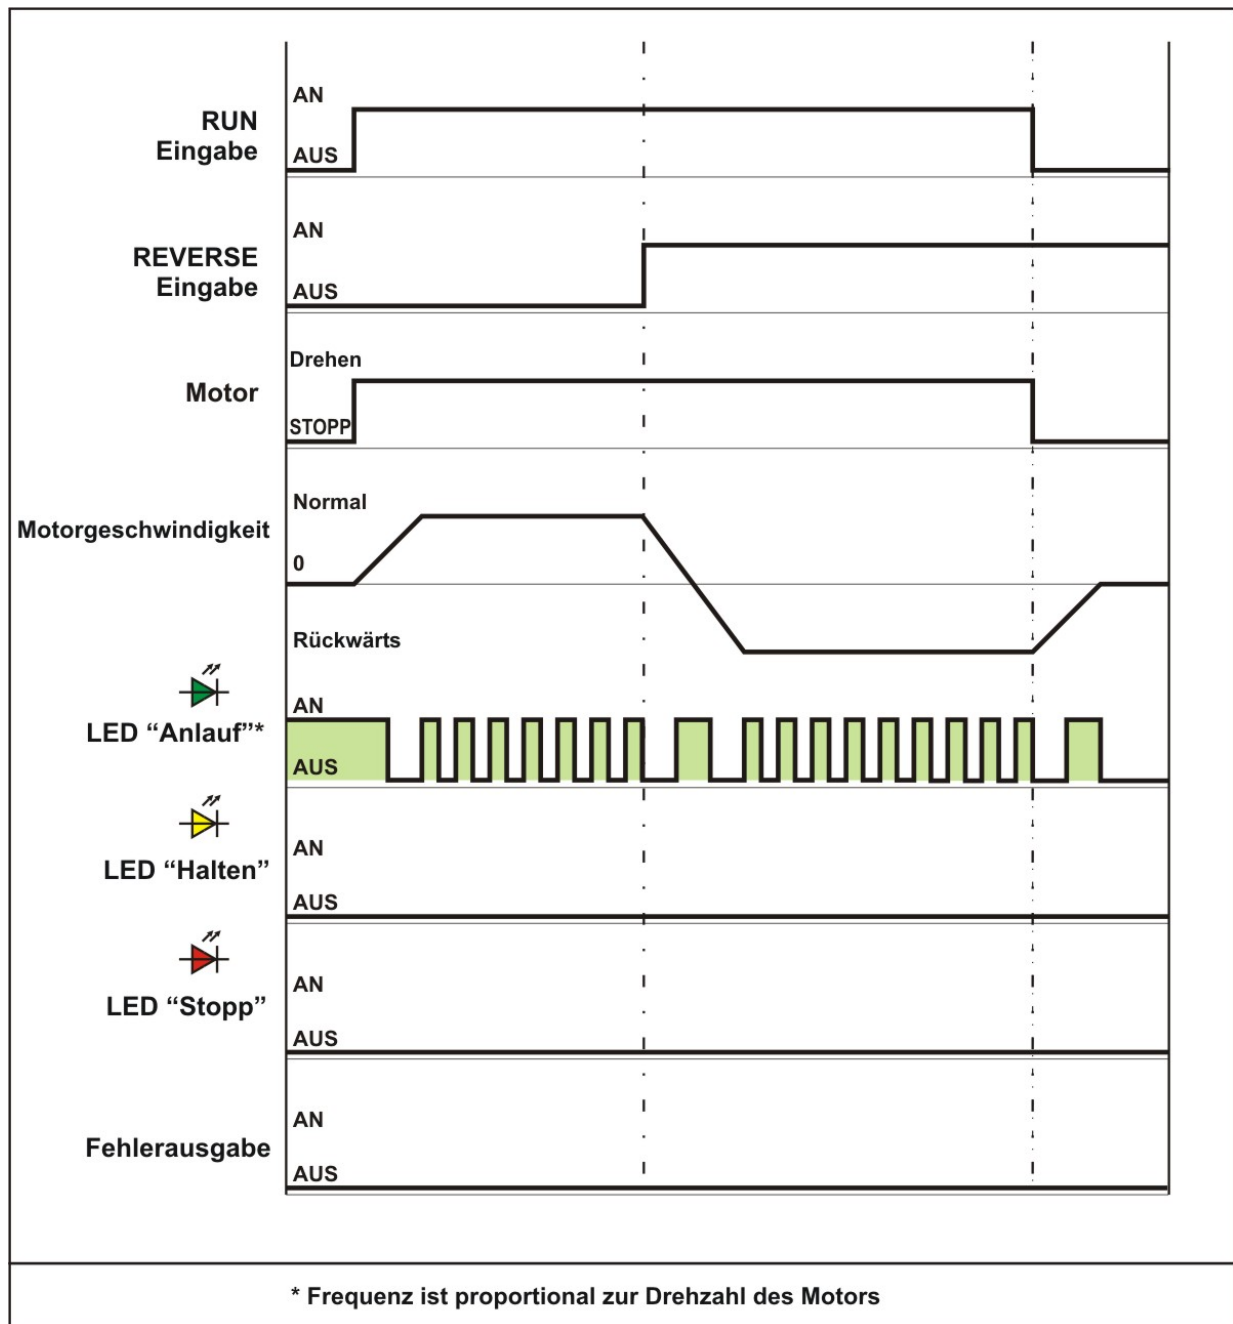 AN
RUN
Eingabe
AUS
AN
REVERSE
Eingabe
AUS
Drehen
Motor
STOPP
Normal
Motorgeschwindigkeit
0
Rückwärts
AN
LED “Anlauf”*
AUS
AN
LED “Halten”
AUS
AN
LED “Stopp”
AUS
AN
Fehlerausgabe
AUS
* Frequenz ist proportional zur Drehzahl des Motors